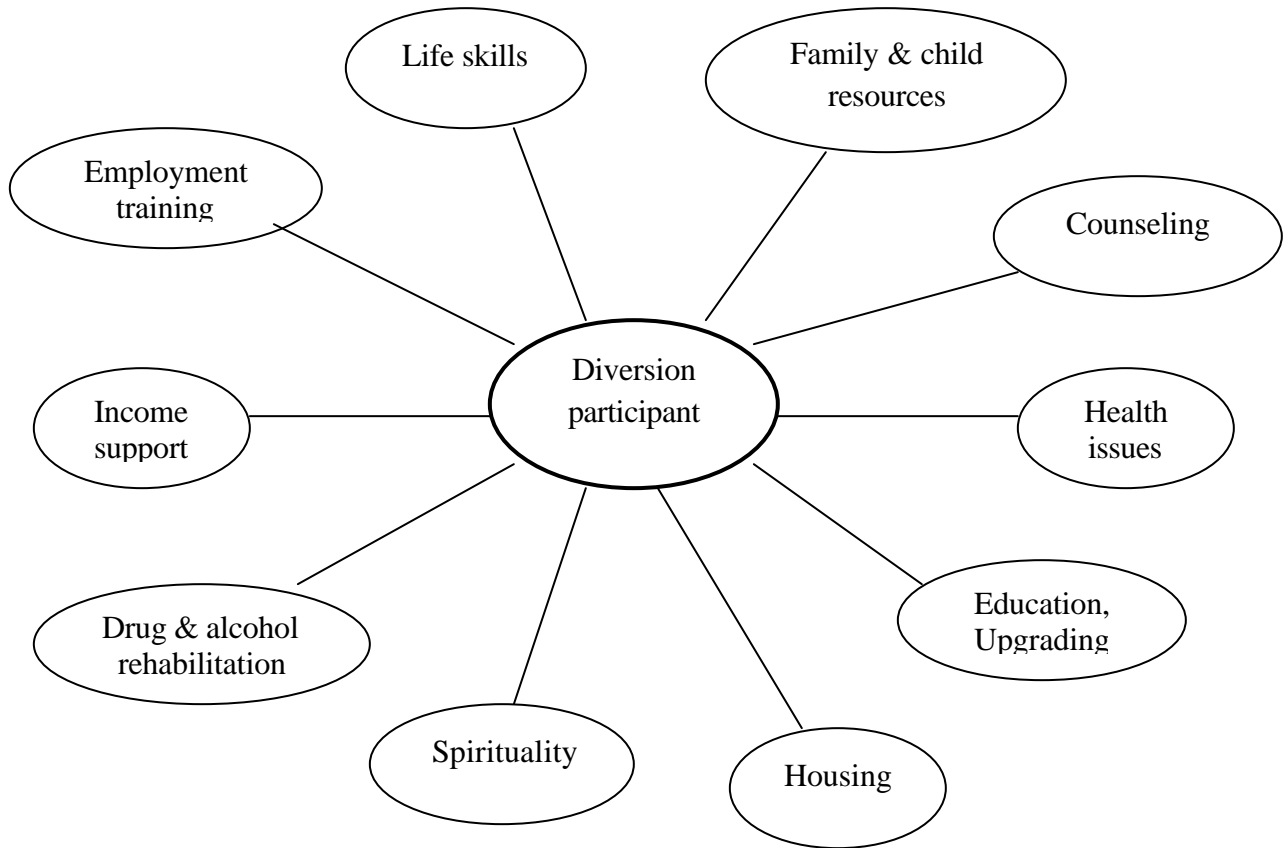 Life skills
Family & child
resources
Employment
training
Counseling
Diversion
participant
Income
support
Health
issues
Drug & alcohol
rehabilitation
Education,
Upgrading
Spirituality
Housing